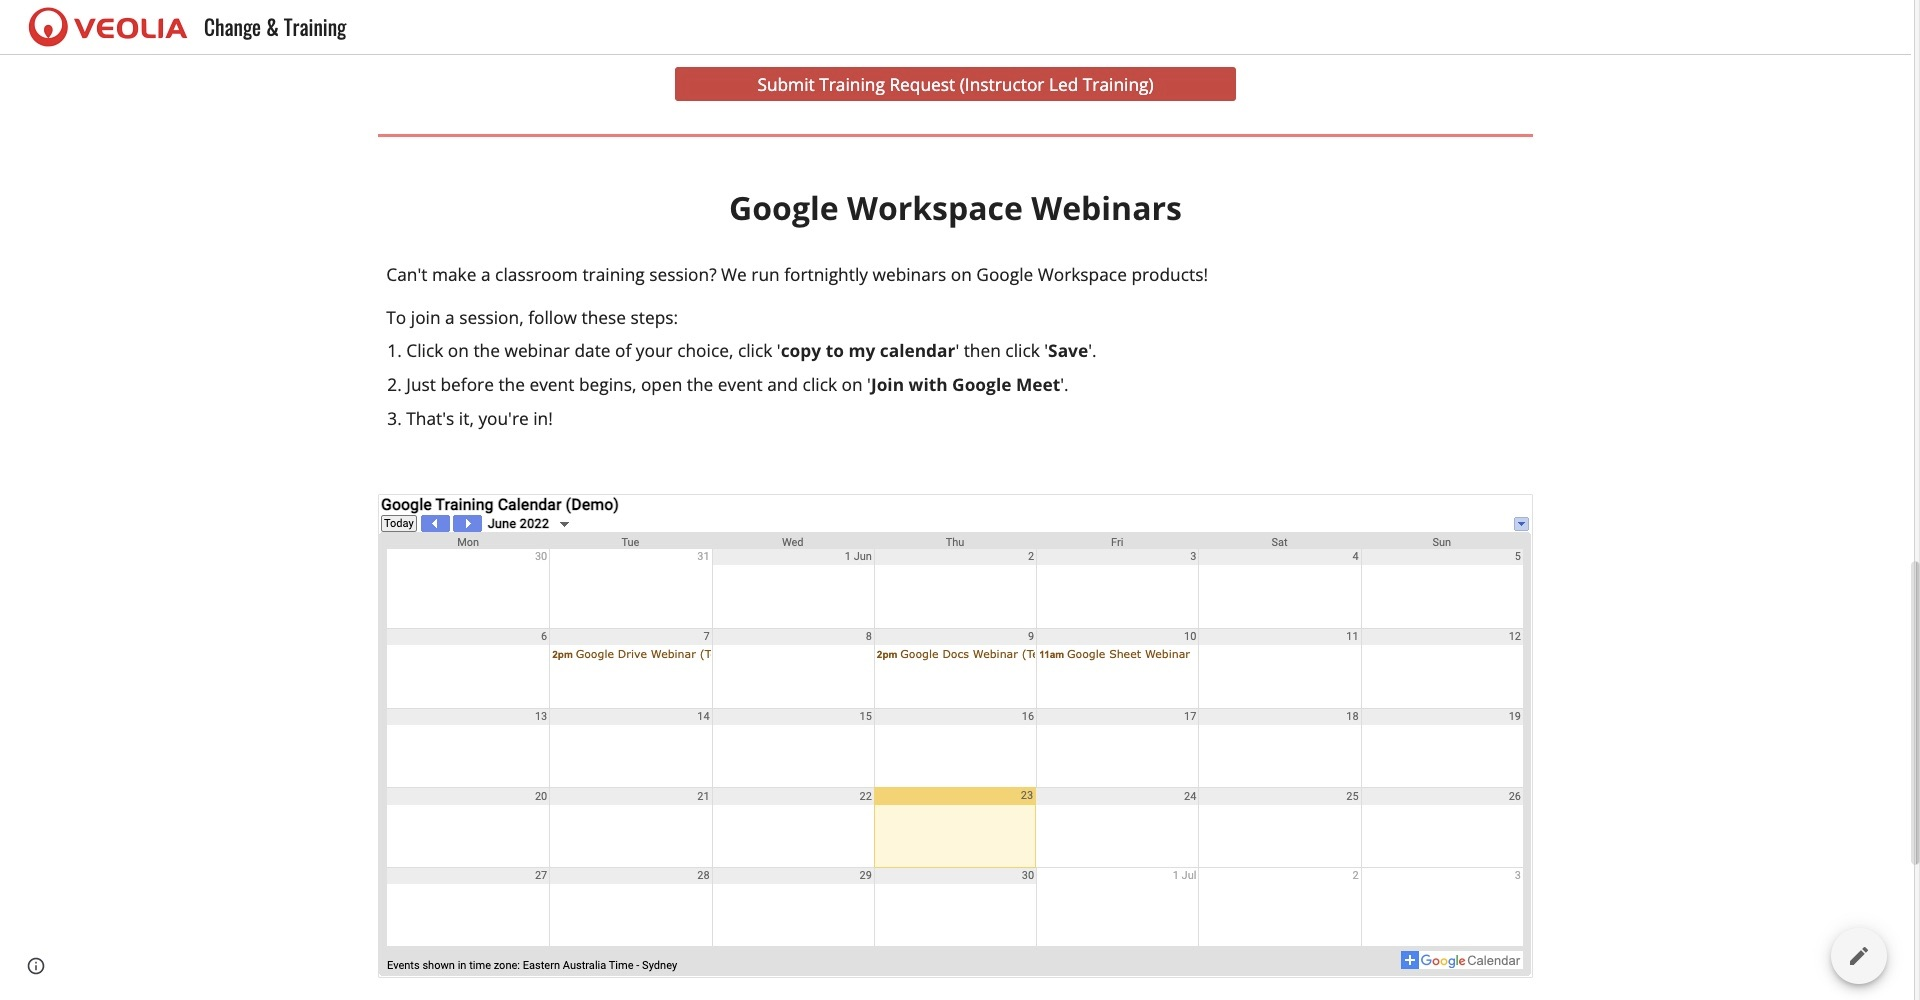 VEOLIA Change & Training
Submit Training Request (Instructor Led Training)
Google Workspace Webinars
Can't make a classroom training session? We run fortnightly webinars on Google Workspace products!
To join a session, follow these steps:
1. Click on the webinar date of your choice, click 'copy to my calendar' then click 'Save'.
2. Just before the event begins, open the event and click on 'Join with Google Meet'.
3. That's it, you're in!
Google Training Calendar (Demo)
Today June 2022
Mon Tue Wed Thu Fri Sat Sun
30 31 1 Jun 2 3 4 5
6 7 8 9 10 11 12
2pm Google Drive Webinar (T 2pm Google Docs Webinar (Te 11am Google Sheet Webinar
13 14 15 16 17 18 19
20 21 22 23 24 25 26
27 28 29 30 1 Jul 2 3
Events shown in time zone: Eastern Australia Time - Sydney
+ Google Calendar